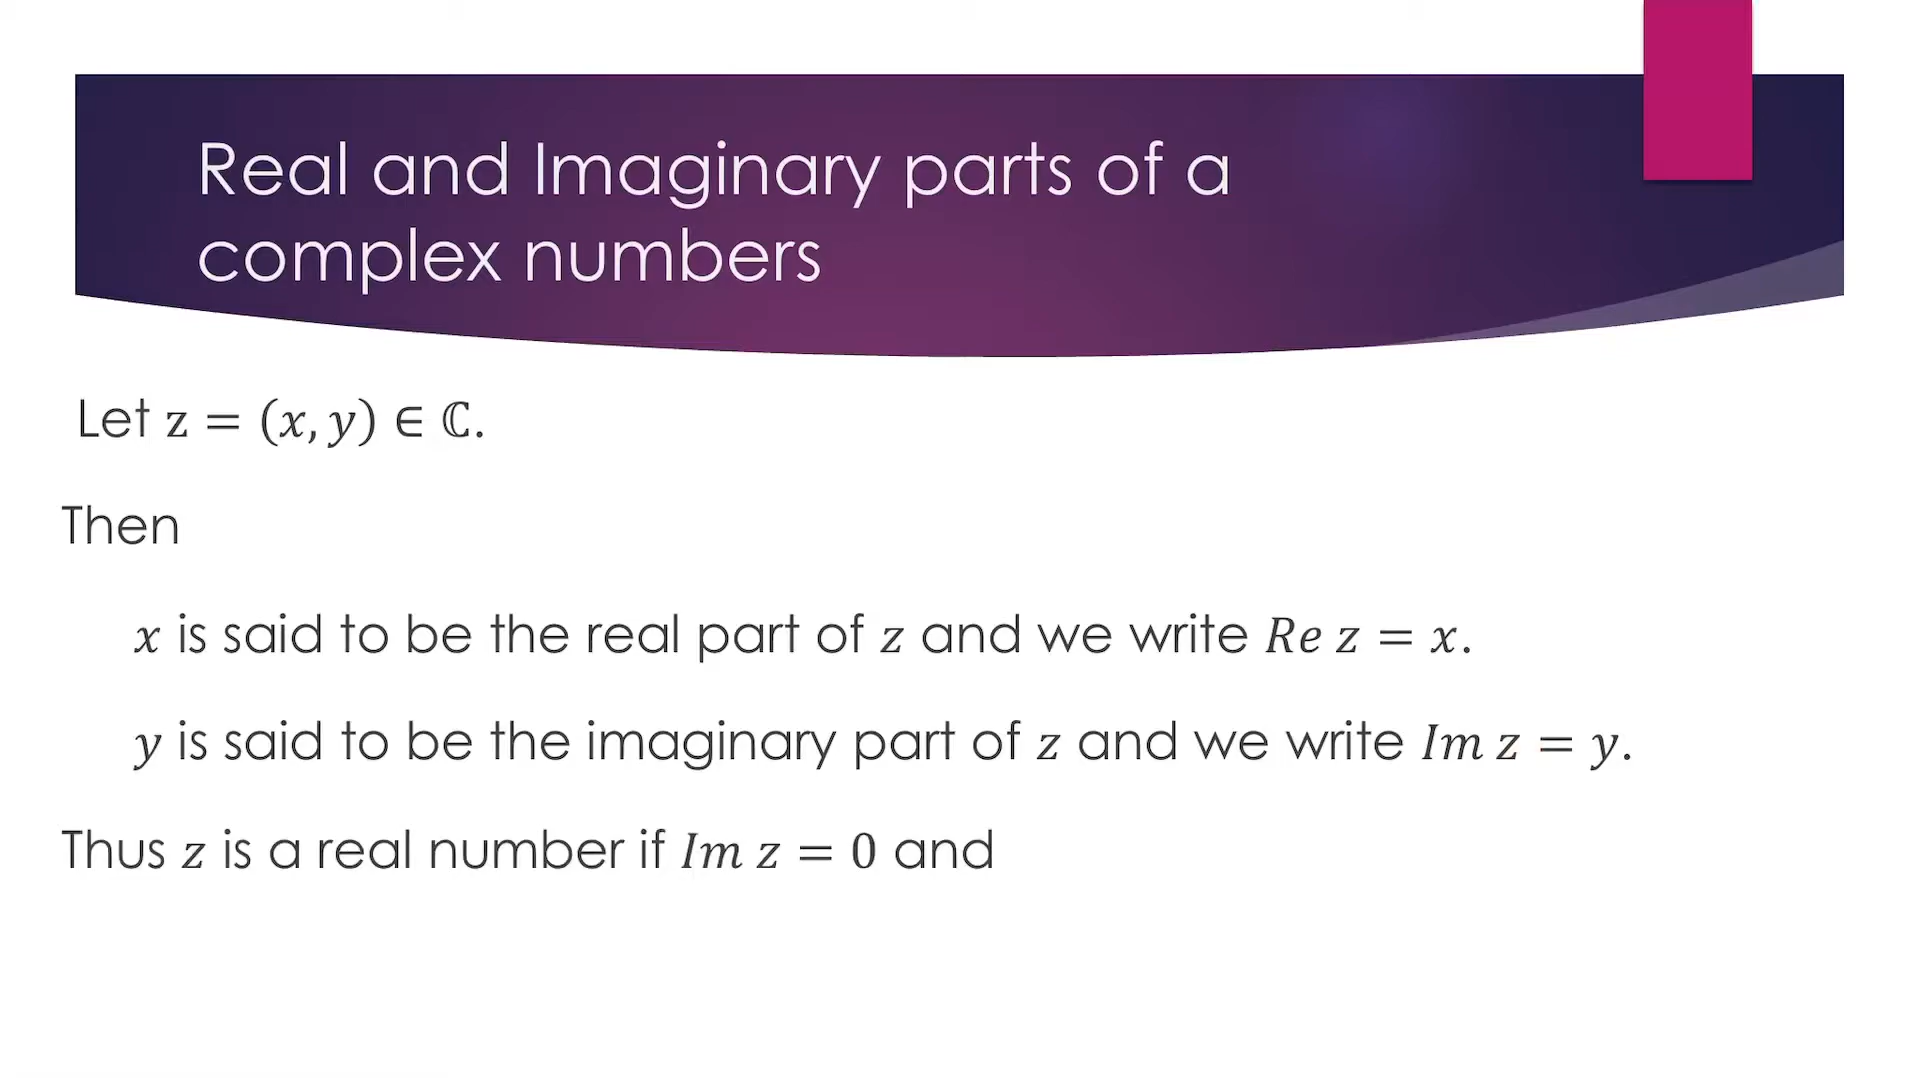 Real and Imaginary parts of a
complex numbers
Let z = (x, y) ∈ ℂ.
Then
x is said to be the real part of z and we write Re z = x.
y is said to be the imaginary part of z and we write Im z = y.
Thus z is a real number if Im z = 0 and